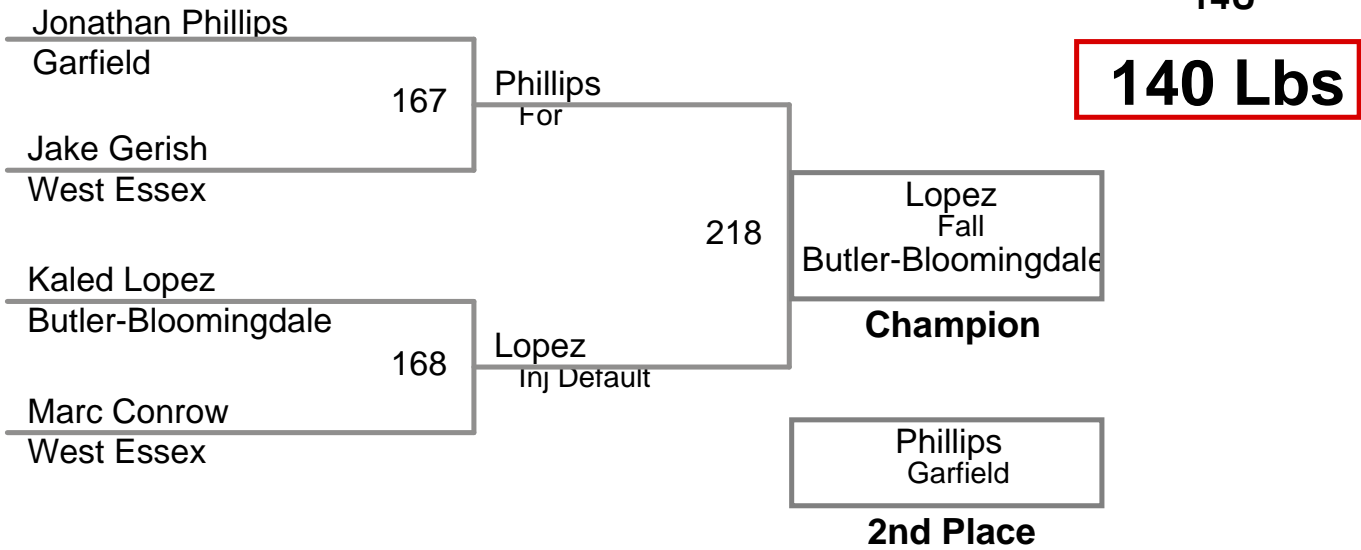 14U
140 Lbs
Jonathan Phillips
Garfield
167
Phillips
For
Jake Gerish
West Essex
Lopez
Fall
Butler-Bloomingdale
218
Champion
Kaled Lopez
Butler-Bloomingdale
168
Lopez
Inj Default
Marc Conrow
West Essex
Phillips
Garfield
2nd Place